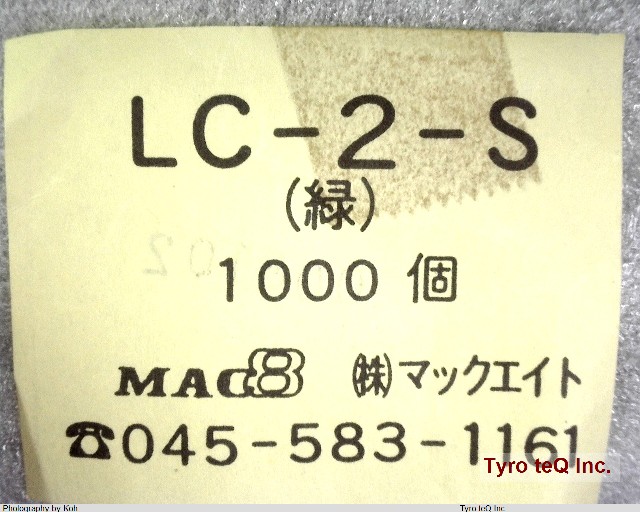 LC-2-S
(緑)
1000個
MAC8 ㈱マックエイト
☎045-583-1161
Tyro teQ Inc.
Photography by Koh
Tyro teQ Inc